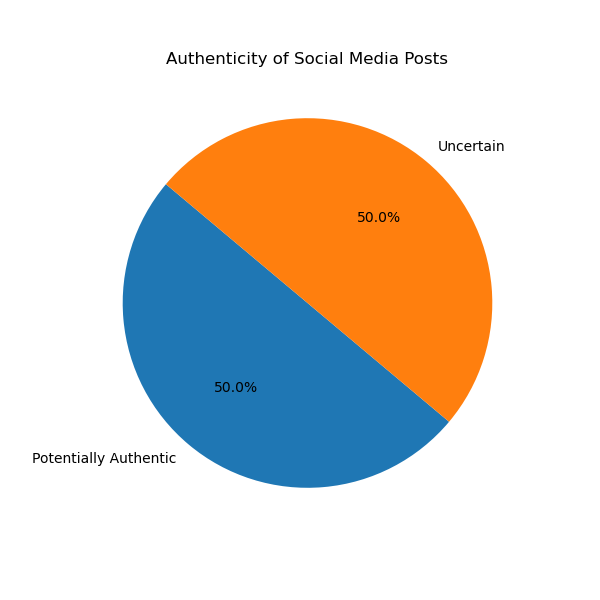 Authenticity of Social Media Posts
Uncertain
50.0%
50.0%
Potentially Authentic